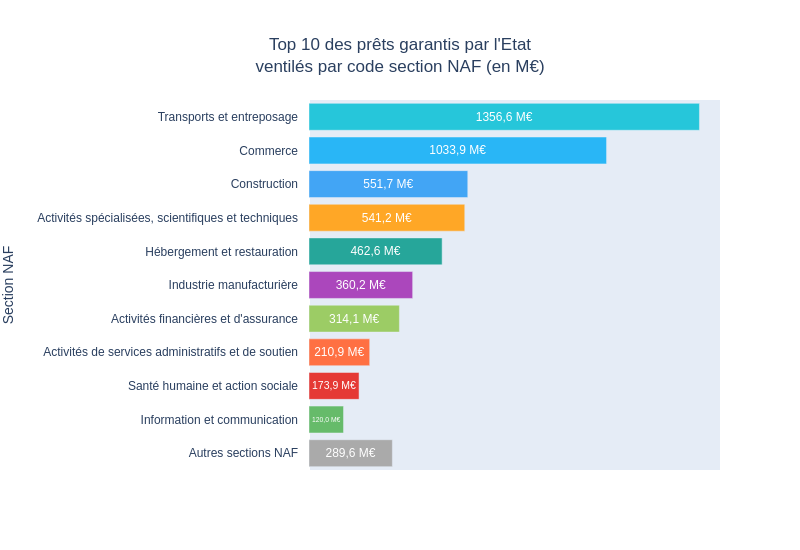 Top 10 des prêts garantis par l'Etat
ventilés par code section NAF (en M€)
Section NAF
Transports et entreposage 1356,6 M€
Commerce 1033,9 M€
Construction 551,7 M€
Activités spécialisées, scientifiques et techniques 541,2 M€
Hébergement et restauration 462,6 M€
Industrie manufacturière 360,2 M€
Activités financières et d'assurance 314,1 M€
Activités de services administratifs et de soutien 210,9 M€
Santé humaine et action sociale 173,9 M€
Information et communication 120,0 M€
Autres sections NAF 289,6 M€